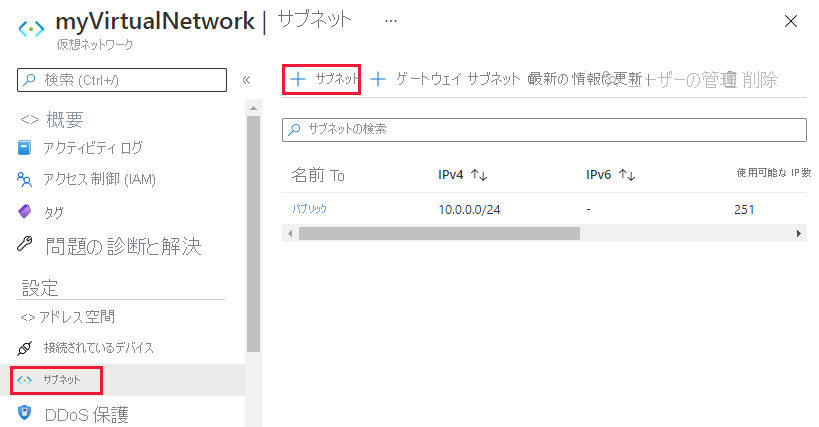 myVirtualNetwork | サブネット ...
仮想ネットワーク
検索 (Ctrl+/) «
+ サブネット + ゲートウェイ サブネット 最新の情報に更新 ユーザーの管理 削除
サブネットの検索
<> 概要
アクティビティ ログ
アクセス制御 (IAM)
タグ
問題の診断と解決
設定
<> アドレス空間
接続されているデバイス
サブネット
DDoS 保護
名前 To IPv4 ↑↓ IPv6 ↑↓ 使用可能な IP 数
パブリック 10.0.0.0/24 - 251